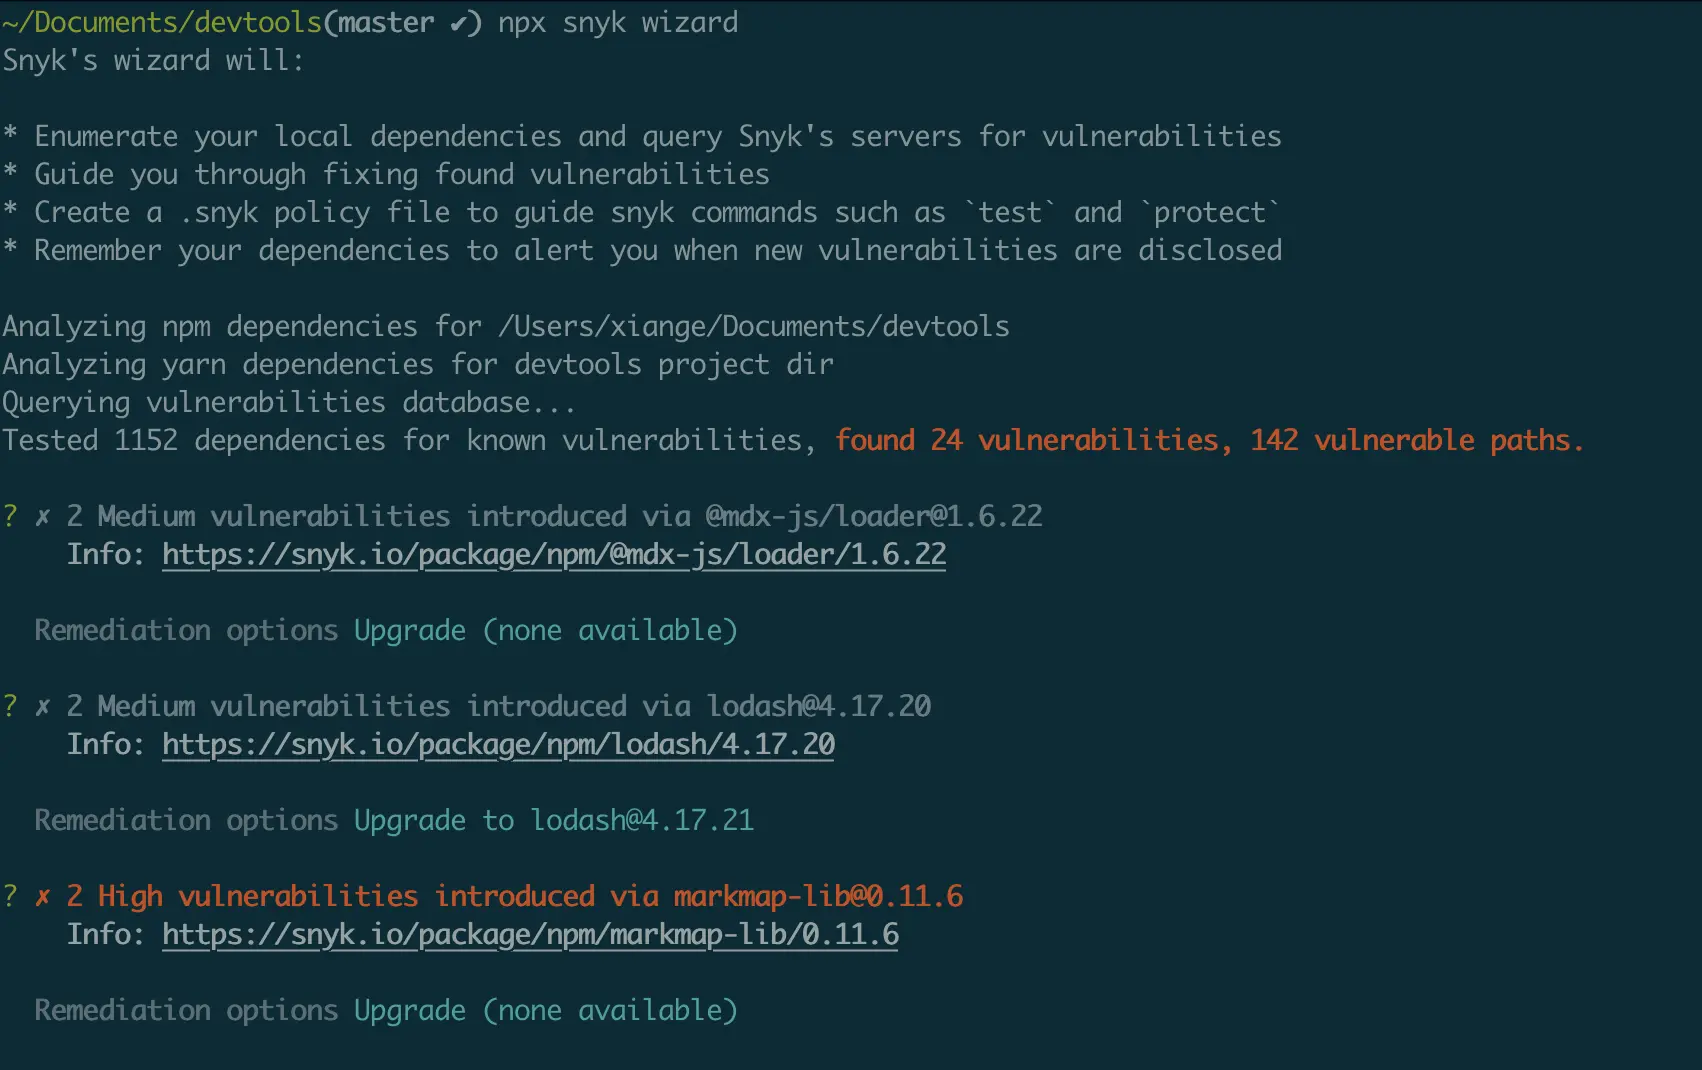 ~/Documents/devtools(master ✔) npx snyk wizard
Snyk's wizard will:
* Enumerate your local dependencies and query Snyk's servers for vulnerabilities
* Guide you through fixing found vulnerabilities
* Create a .snyk policy file to guide snyk commands such as `test` and `protect`
* Remember your dependencies to alert you when new vulnerabilities are disclosed
Analyzing npm dependencies for /Users/xiange/Documents/devtools
Analyzing yarn dependencies for devtools project dir
Querying vulnerabilities database...
Tested 1152 dependencies for known vulnerabilities, found 24 vulnerabilities, 142 vulnerable paths.
? ✗ 2 Medium vulnerabilities introduced via @mdx-js/loader@1.6.22
Info: https://snyk.io/package/npm/@mdx-js/loader/1.6.22
Remediation options Upgrade (none available)
? ✗ 2 Medium vulnerabilities introduced via lodash@4.17.20
Info: https://snyk.io/package/npm/lodash/4.17.20
Remediation options Upgrade to lodash@4.17.21
? ✗ 2 High vulnerabilities introduced via markmap-lib@0.11.6
Info: https://snyk.io/package/npm/markmap-lib/0.11.6
Remediation options Upgrade (none available)